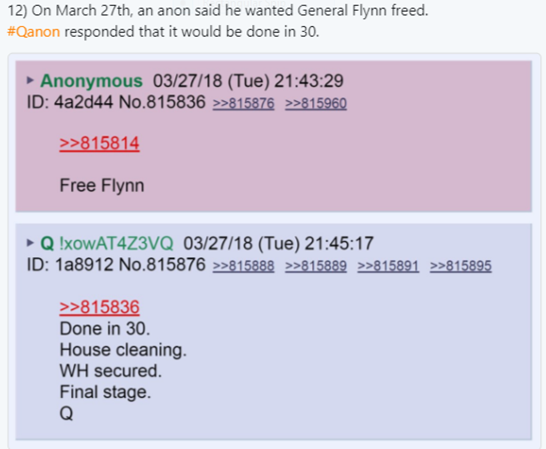 12) On March 27th, an anon said he wanted General Flynn freed.
#Qanon responded that it would be done in 30.
Anonymous 03/27/18 (Tue) 21:43:29
ID: 4a2d44 No.815836 >>815876 >>815960
>>815814
Free Flynn
Q !xowAT4Z3VQ 03/27/18 (Tue) 21:45:17
ID: 1a8912 No.815876 >>815888 >>815889 >>815891 >>815895
>>815836
Done in 30.
House cleaning.
WH secured.
Final stage.
Q